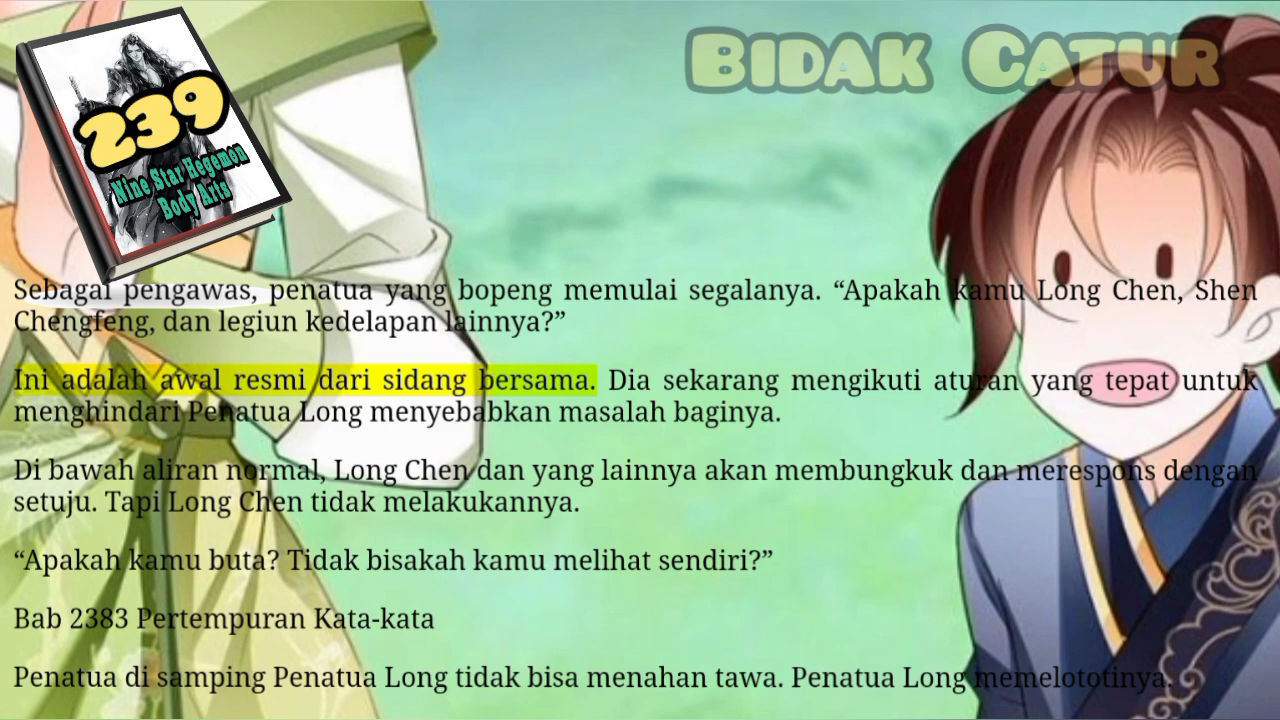 BIDAK CATUR
239
Nine Star Hegemon
Body Arts
Sebagai pengawas, penatua yang bopeng memulai segalanya. “Apakah kamu Long Chen, Shen
Chengfeng, dan legiun kedelapan lainnya?”
Ini adalah awal resmi dari sidang bersama. Dia sekarang mengikuti aturan yang tepat untuk
menghindari Penatua Long menyebabkan masalah baginya.
Di bawah aliran normal, Long Chen dan yang lainnya akan membungkuk dan merespons dengan
setuju. Tapi Long Chen tidak melakukannya.
“Apakah kamu buta? Tidak bisakah kamu melihat sendiri?”
Bab 2383 Pertempuran Kata-kata
Penatua di samping Penatua Long tidak bisa menahan tawa. Penatua Long memelototinya.